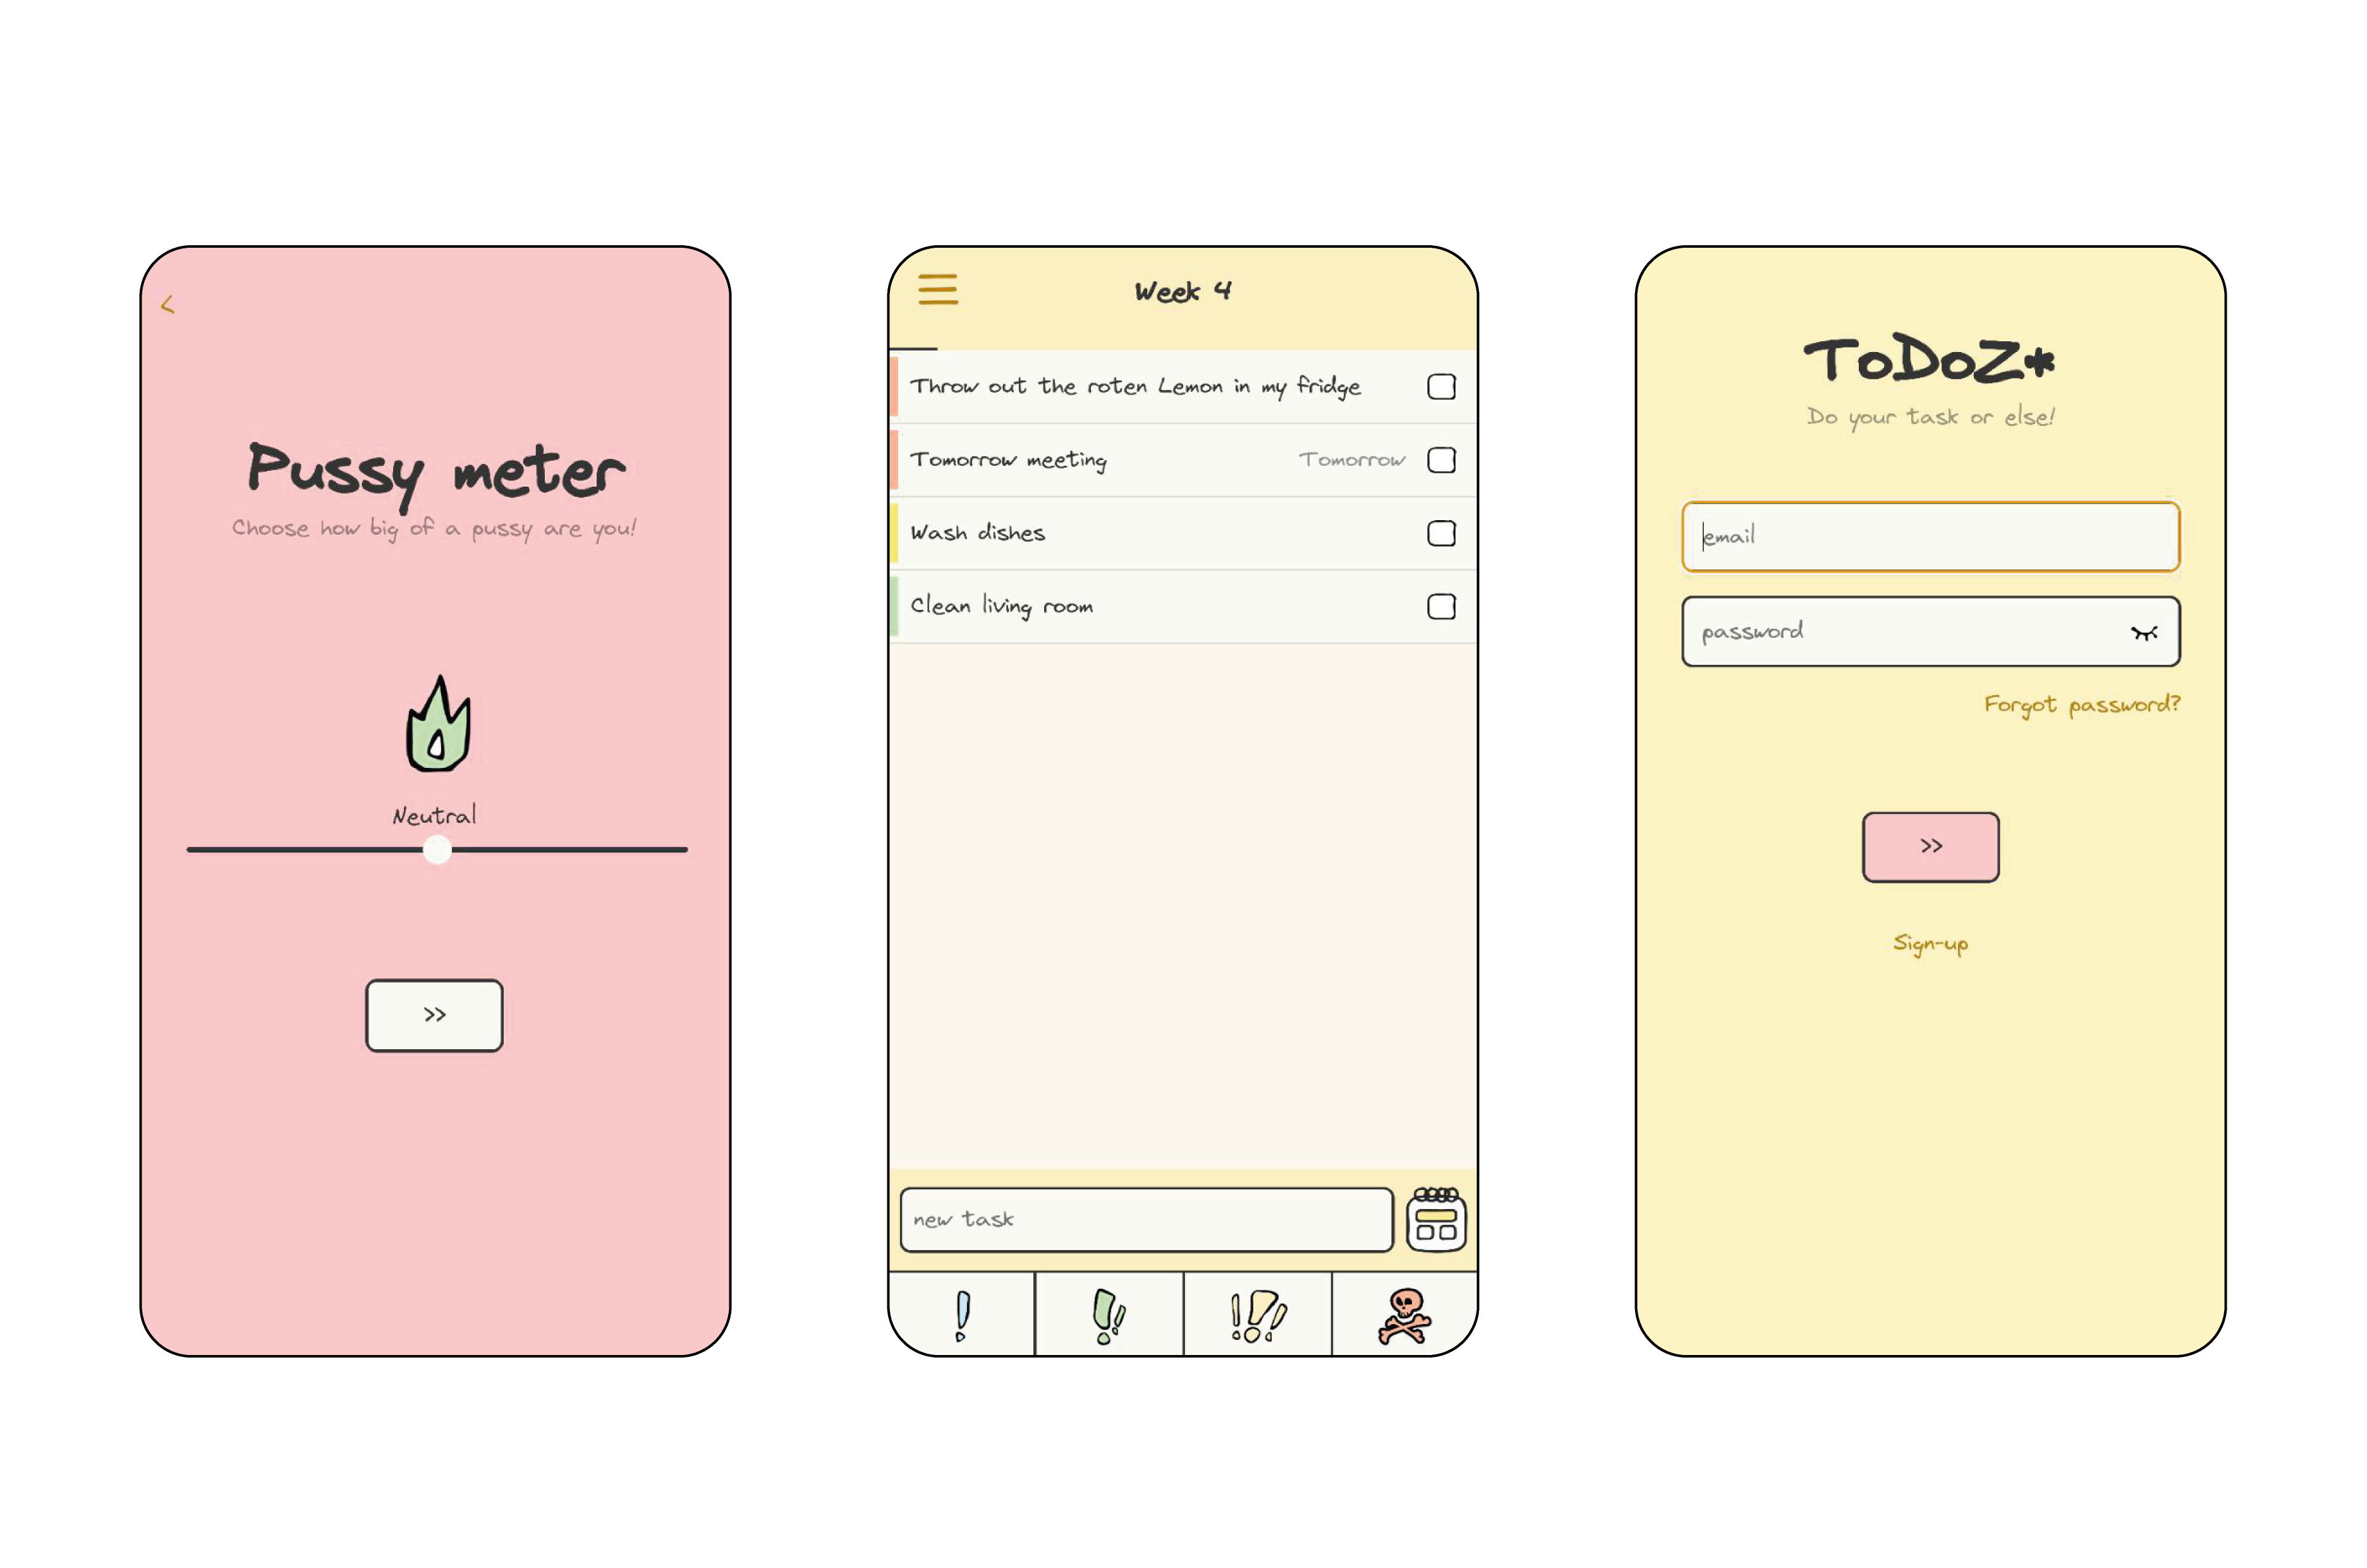 <
Pussy meter
Choose how big of a pussy are you!
Neutral
>>
Week 4
Throw out the roten Lemon in my fridge
Tomorrow meeting Tomorrow
Wash dishes
Clean living room
new task
! !! !!!
ToDoZ*
Do your task or else!
email
password
Forgot password?
>>
Sign-up